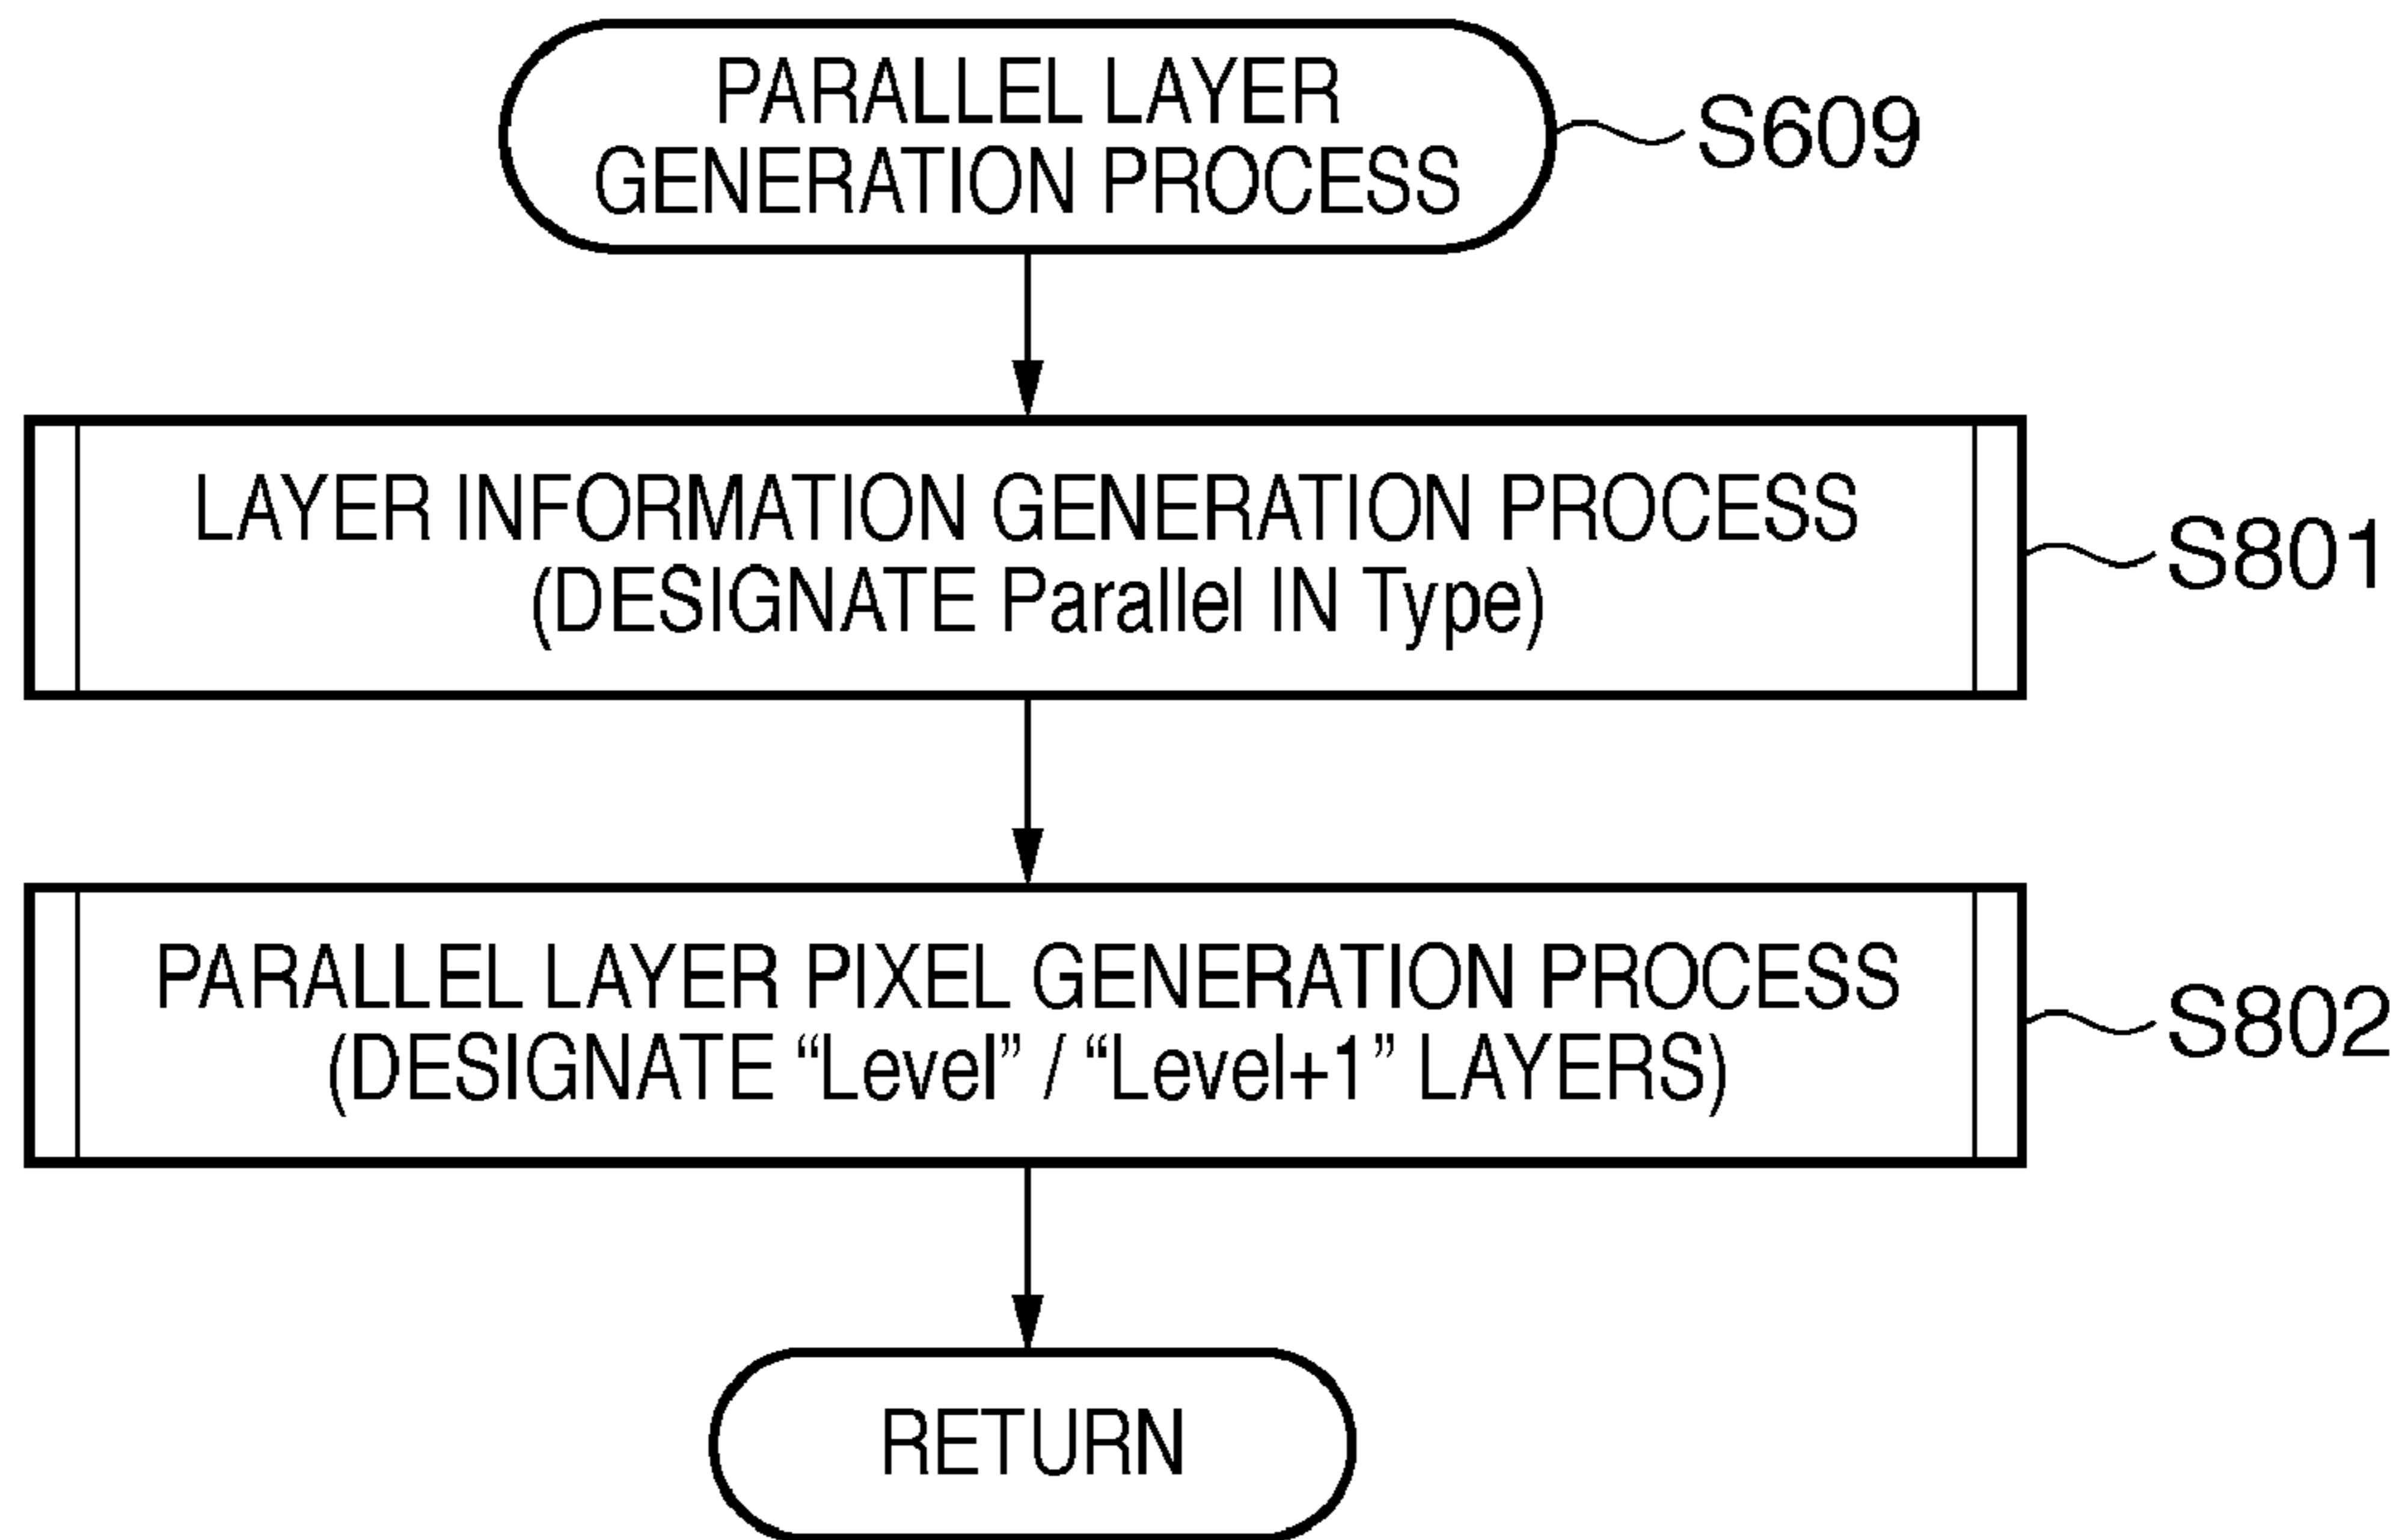 PARALLEL LAYER
GENERATION PROCESS
S609
LAYER INFORMATION GENERATION PROCESS
(DESIGNATE Parallel IN Type)
S801
PARALLEL LAYER PIXEL GENERATION PROCESS
(DESIGNATE “Level” / “Level+1” LAYERS)
S802
RETURN